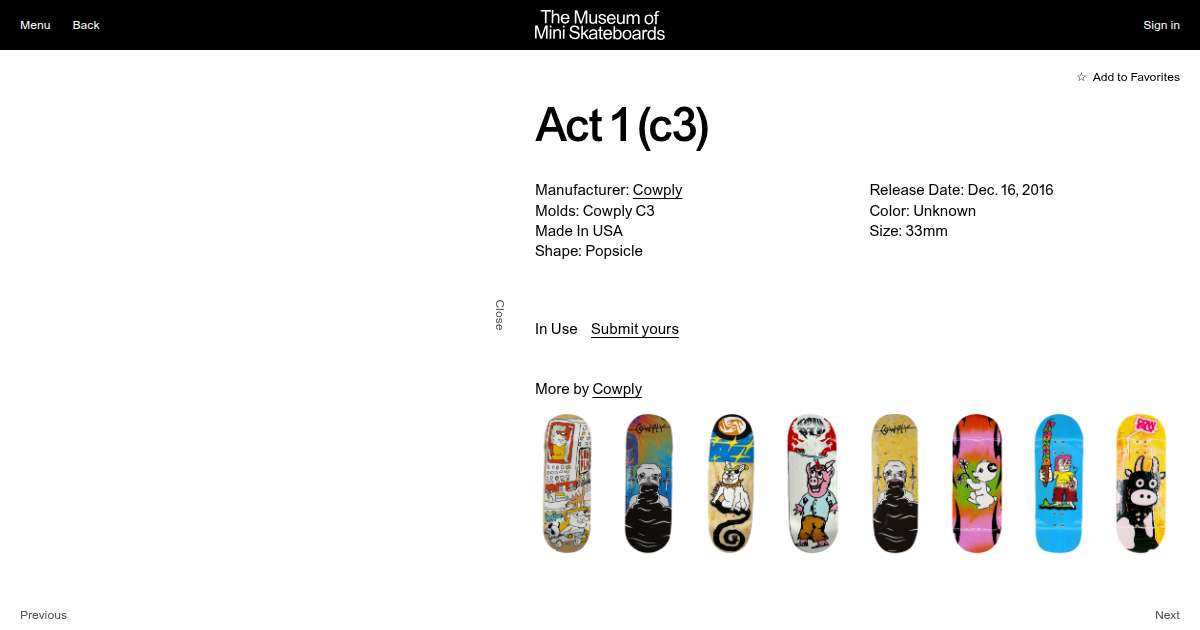 Menu
Back
The Museum of
Mini Skateboards
Sign in
☆ Add to Favorites
Act 1 (c3)
Manufacturer: Cowply
Molds: Cowply C3
Made In USA
Shape: Popsicle
Release Date: Dec. 16, 2016
Color: Unknown
Size: 33mm
Close
In Use
Submit yours
More by Cowply
Previous
Next